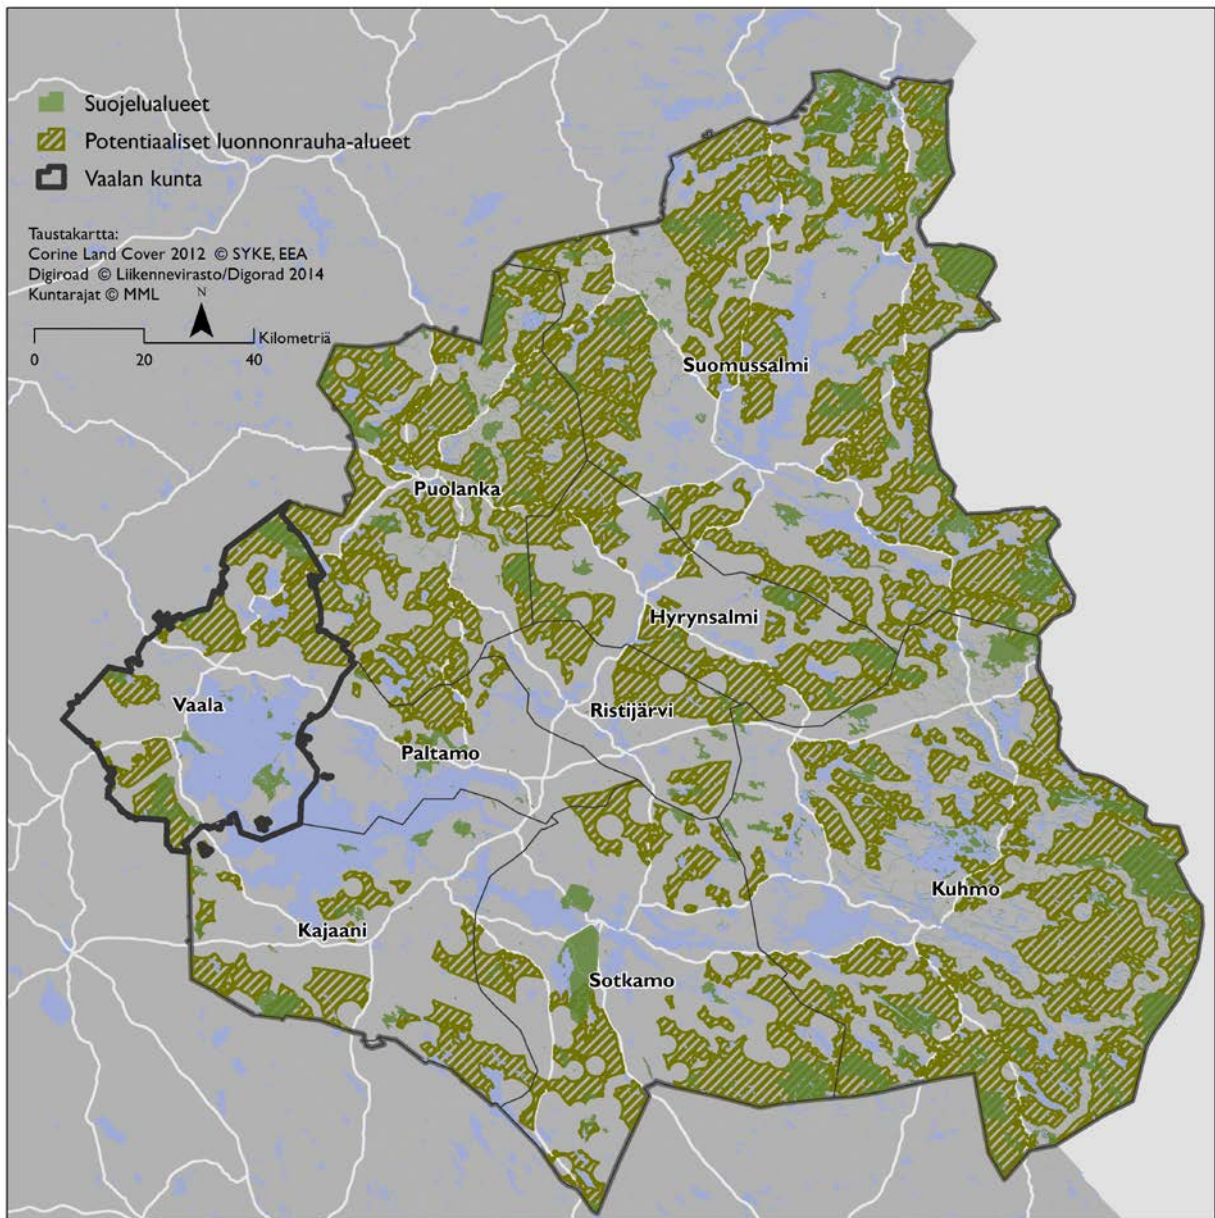 Suojelualueet
Potentiaaliset luonnonrauha-alueet
Vaalan kunta
Taustakartta:
Corine Land Cover 2012 © SYKE, EEA
Digiroad © Liikennevirasto/Digorad 2014
Kuntarajat © MML
N
Kilometriä
0 20 40
Suomussalmi
Puolanka
Hyrynsalmi
Vaala
Ristijärvi
Paltamo
Kuhmo
Kajaani
Sotkamo